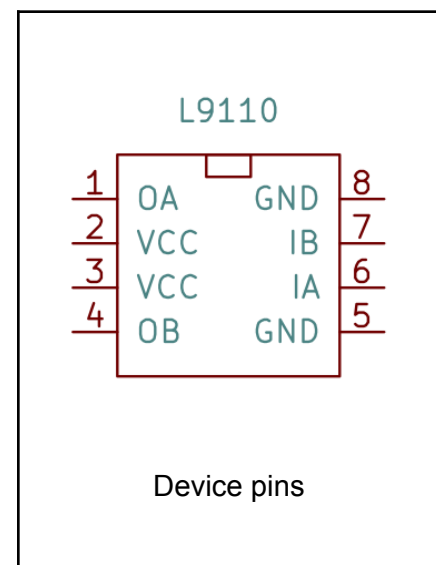 L9110
1 OA GND 8
2 VCC IB 7
3 VCC IA 6
4 OB GND 5
Device pins